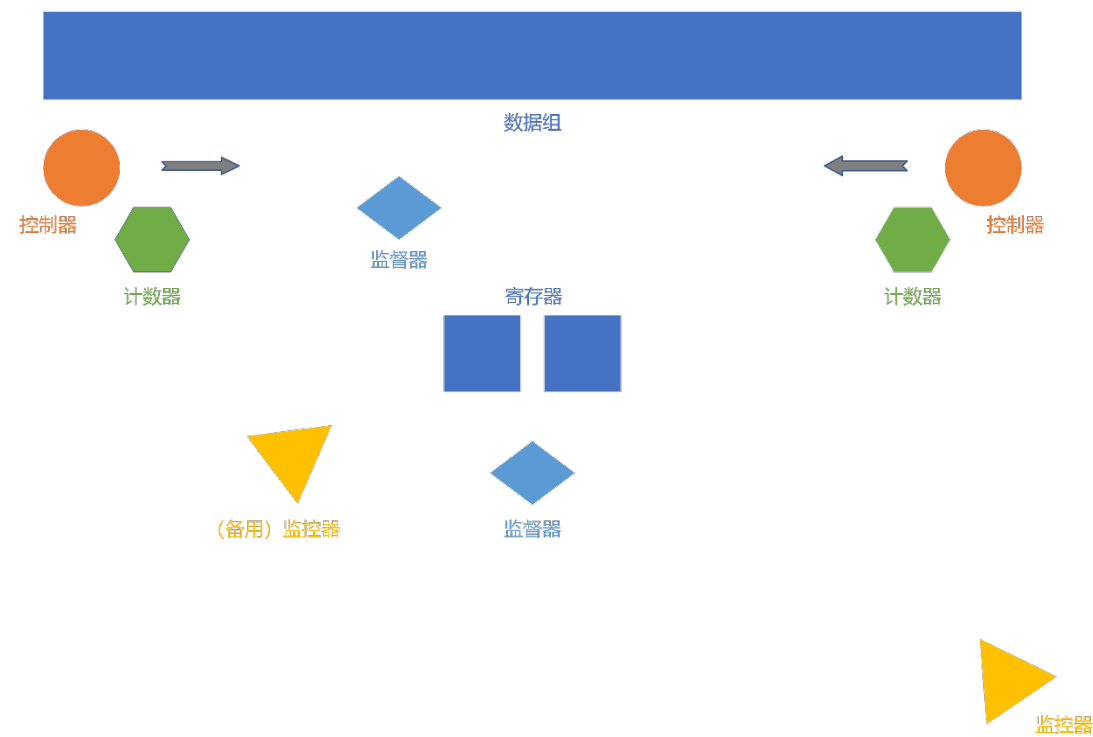 数据组
控制器
控制器
监督器
计数器
寄存器
计数器
（备用）监控器
监督器
监控器